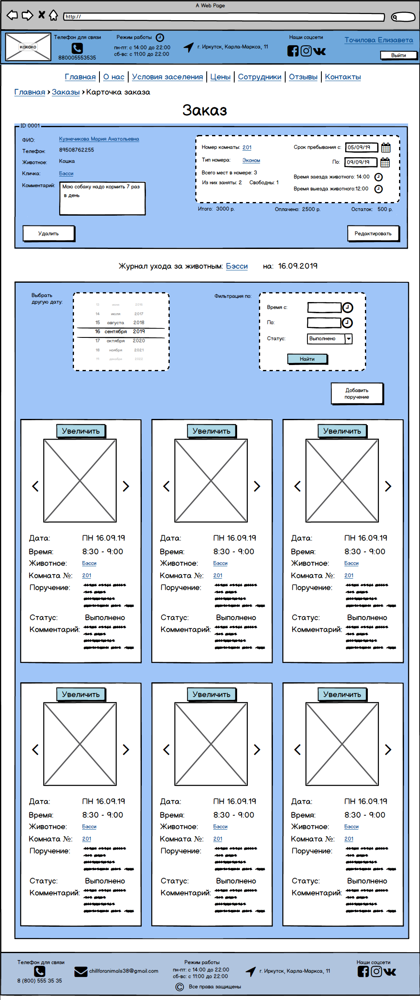 A Web Page
http://
кококо
Телефон для связи
880005553535
Режим работы
пн-пт: с 14:00 до 22:00
сб-вс: с 11:00 до 22:00
г. Иркутск, Карла-Маркса, 11
Наши соцсети
Точилова Елизавета
Выйти
Главная О нас Условия заселения Цены Сотрудники Отзывы Контакты
Главная Заказы Карточка заказа
Заказ
ID 0001
ФИО: Кузнечикова Мария Анатольевна
Телефон: 89508762255
Животное: Кошка
Кличка: Бэсси
Комментарий: Мою собаку надо кормить 7 раз
в день
Номер комнаты: 201
Тип номера: Эконом
Всего мест в номере: 3
Из них заняты: 2 Свободны: 1
Срок пребывания с: 05/09/19
По: 09/09/19
Время заезда животного: 14:00
Время выезда животного:12:00
Итого: 3000 р. Оплачено: 2500 р. Остаток: 500 р.
Удалить Редактировать
Журнал ухода за животным: Бэсси на: 16.09.2019
Выбрать
другую дату:
13 июня 2016
14 июля 2017
15 августа 2018
16 сентября 2019
17 октября 2020
18 ноября 2021
19 декабря 2022
Фильтрация по:
Время с:
По:
Статус: Выполнено
Найти
Добавить
поручение
Увеличить Увеличить Увеличить
Дата: ПН 16.09.19 Дата: ПН 16.09.19 Дата: ПН 16.09.19
Время: 8:30 - 9:00 Время: 8:30 - 9:00 Время: 8:30 - 9:00
Животное: Бэсси Животное: Бэсси Животное: Бэсси
Комната №: 201 Комната №: 201 Комната №: 201
Поручение: Поручение: Поручение:
Статус: Выполнено Статус: Выполнено Статус: Выполнено
Комментарий: Комментарий: Комментарий:
Увеличить Увеличить Увеличить
Дата: ПН 16.09.19 Дата: ПН 16.09.19 Дата: ПН 16.09.19
Время: 8:30 - 9:00 Время: 8:30 - 9:00 Время: 8:30 - 9:00
Животное: Бэсси Животное: Бэсси Животное: Бэсси
Комната №: 201 Комната №: 201 Комната №: 201
Поручение: Поручение: Поручение:
Статус: Выполнено Статус: Выполнено Статус: Выполнено
Комментарий: Комментарий: Комментарий:
Телефон для связи
8 (800) 555 35 35
chillforanimals38@gmail.com
Режим работы
пн-пт: с 14:00 до 22:00
сб-вс: с 11:00 до 22:00
г. Иркутск, Карла-Маркса, 11
Наши соцсети
© Все права защищены